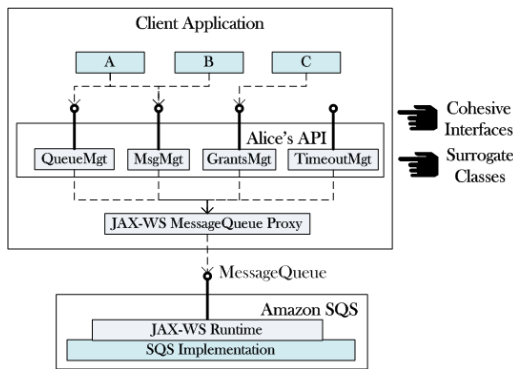 Client Application
A
B
C
Alice's API
QueueMgt
MsgMgt
GrantsMgt
TimeoutMgt
Cohesive
Interfaces
Surrogate
Classes
JAX-WS MessageQueue Proxy
MessageQueue
Amazon SQS
JAX-WS Runtime
SQS Implementation